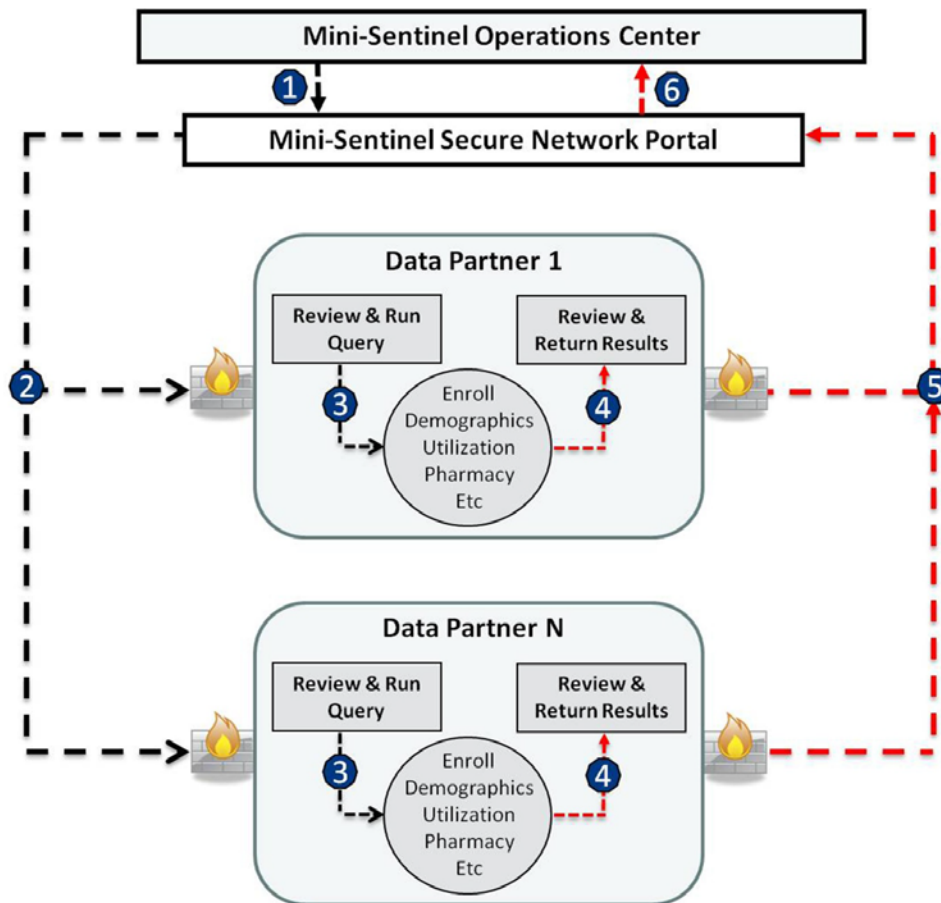 Mini-Sentinel Operations Center
1
6
Mini-Sentinel Secure Network Portal
Data Partner 1
Review & Run
Query
Review &
Return Results
2
3
Enroll
Demographics
Utilization
Pharmacy
Etc
4
5
Data Partner N
Review & Run
Query
Review &
Return Results
3
Enroll
Demographics
Utilization
Pharmacy
Etc
4